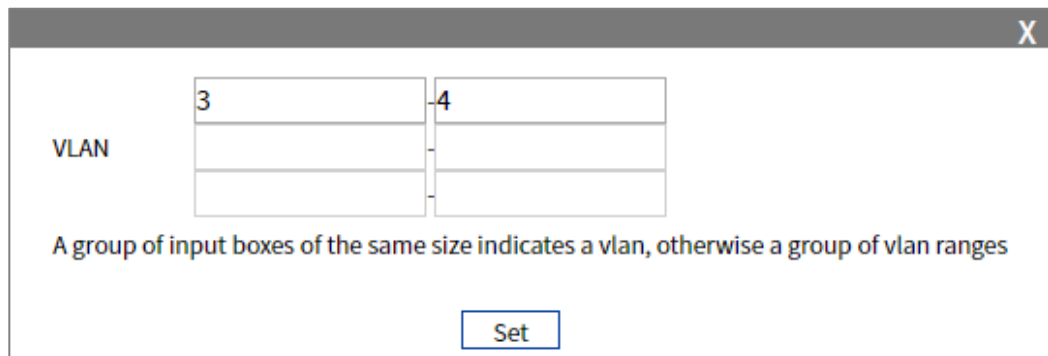 X
3 -4
VLAN -
-
A group of input boxes of the same size indicates a vlan, otherwise a group of vlan ranges
Set